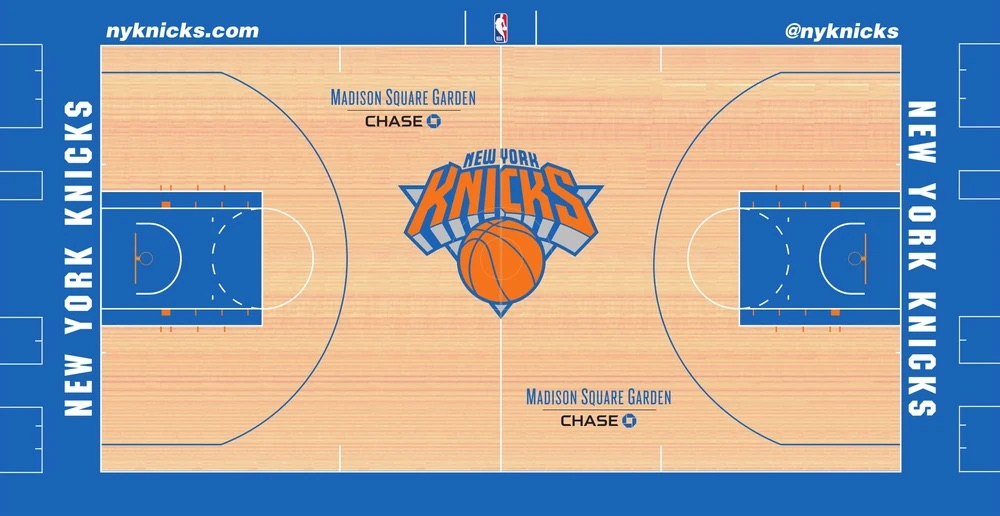 nyknicks.com
NBA
@nyknicks
MADISON SQUARE GARDEN
CHASE
NEW YORK
KNICKS
NEW YORK KNICKS
NEW YORK KNICKS
MADISON SQUARE GARDEN
CHASE